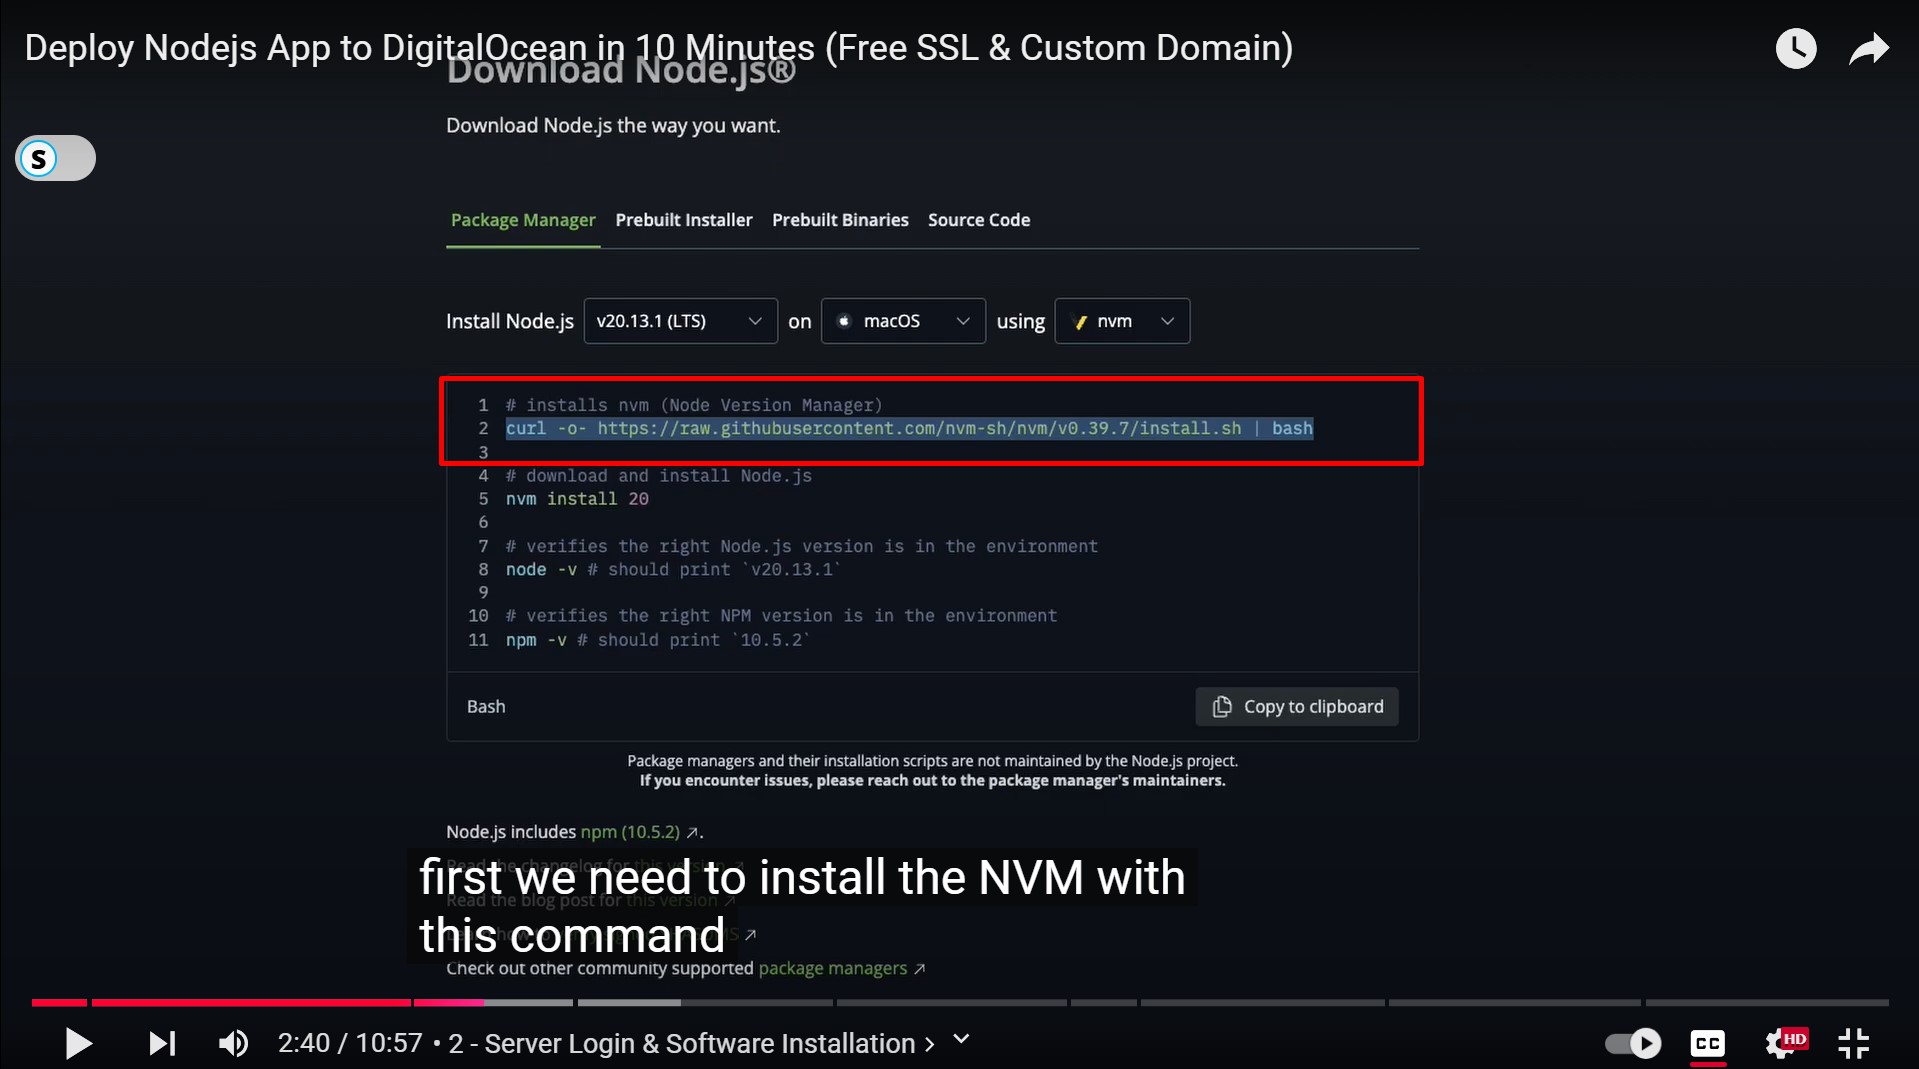 Deploy Nodejs App to DigitalOcean in 10 Minutes (Free SSL & Custom Domain)
Download Node.js®
Download Node.js the way you want.
S
Package Manager Prebuilt Installer Prebuilt Binaries Source Code
Install Node.js v20.13.1 (LTS) on macOS using nvm
1 # installs nvm (Node Version Manager)
2 curl -o- https://raw.githubusercontent.com/nvm-sh/nvm/v0.39.7/install.sh | bash
3
4 # download and install Node.js
5 nvm install 20
6
7 # verifies the right Node.js version is in the environment
8 node -v # should print `v20.13.1`
9
10 # verifies the right NPM version is in the environment
11 npm -v # should print `10.5.2`
Bash Copy to clipboard
Package managers and their installation scripts are not maintained by the Node.js project.
If you encounter issues, please reach out to the package manager's maintainers.
Node.js includes npm (10.5.2) ↗.
Read the changelog for this version ↗
first we need to install the NVM with
Read the blog post for this version ↗
this command
Check out other community supported package managers ↗
2:40 / 10:57 • 2 - Server Login & Software Installation ›
CC
HD